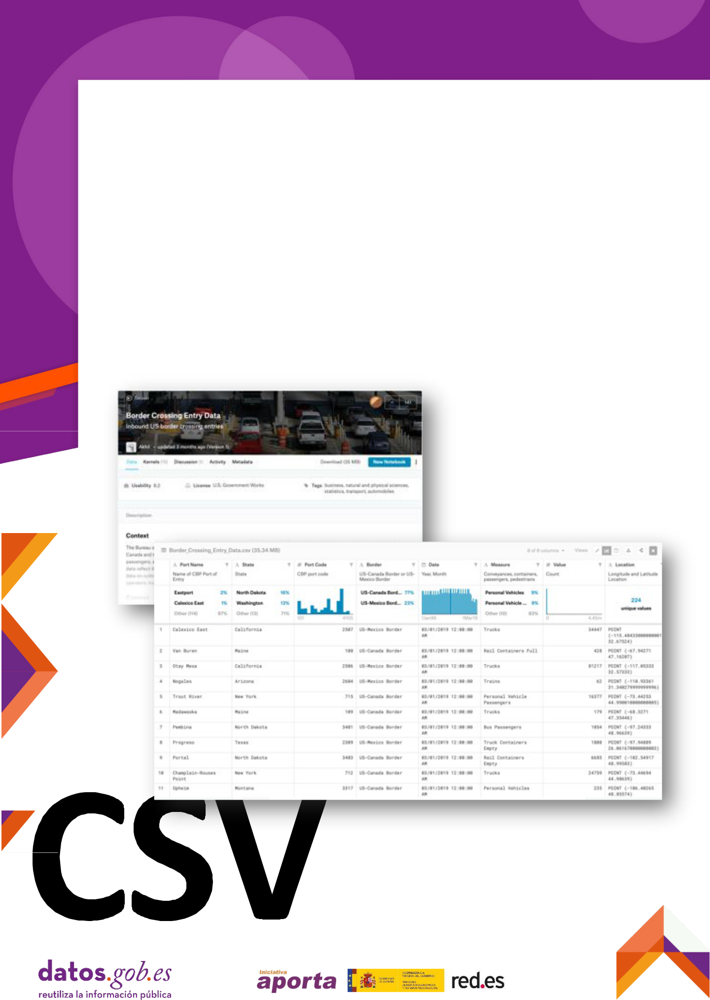 Dataset
Border Crossing Entry Data
Inbound US border crossing entries
Akhil • updated 3 months ago (Version 1)
Data Kernels Discussion Activity Metadata Download (35 MB) New Notebook
Usability 8.2 License U.S. Government Works Tags business, natural and physical sciences,
statistics, transport, automobiles
Description
Context
The Bureau
Canada and
Border_Crossing_Entry_Data.csv (35.34 MB) 8 of 8 columns Views
Port Name State # Port Code Border Date Measure # Value Location
Name of CBP Port of State CBP port code US-Canada Border or US- Year, Month Conveyances, containers, Count Longitude and Latitude
Entry Mexico Border passengers, pedestrians Location
Eastport 2% North Dakota 16% US-Canada Bord... 77% Personal Vehicles 9% 224
Calexico East 1% Washington 13% US-Mexico Bord... 23% Personal Vehicle ... 9% unique values
Other (114) 97% Other (13) 71% 101 4105 1Jan96 1Mar19 Other (10) 83% 0 4.45m
1 Calexico East California 2507 US-Mexico Border 03/01/2019 12:00:00 Trucks 34447 POINT
AM (-115.48433000000001
32.67524)
2 Van Buren Maine 108 US-Canada Border 03/01/2019 12:00:00 Rail Containers Full 428 POINT (-67.94271
AM 47.16207)
3 Otay Mesa California 2506 US-Mexico Border 03/01/2019 12:00:00 Trucks 81217 POINT (-117.05333
AM 32.57333)
4 Nogales Arizona 2604 US-Mexico Border 03/01/2019 12:00:00 Trains 62 POINT (-110.93361
AM 31.340279999999996)
5 Trout River New York 715 US-Canada Border 03/01/2019 12:00:00 Personal Vehicle 16377 POINT (-73.44253
AM Passengers 44.990010000000005)
6 Madawaska Maine 109 US-Canada Border 03/01/2019 12:00:00 Trucks 179 POINT (-68.3271
AM 47.35446)
7 Pembina North Dakota 3401 US-Canada Border 03/01/2019 12:00:00 Bus Passengers 1054 POINT (-97.24333
AM 48.96639)
8 Progreso Texas 2309 US-Mexico Border 03/01/2019 12:00:00 Truck Containers 1808 POINT (-97.94889
AM Empty 26.061670000000003)
9 Portal North Dakota 3403 US-Canada Border 03/01/2019 12:00:00 Rail Containers 6685 POINT (-102.54917
AM Empty 48.99583)
10 Champlain-Rouses New York 712 US-Canada Border 03/01/2019 12:00:00 Trucks 24759 POINT (-73.44694
Point AM 44.98639)
11 Opheim Montana 3317 US-Canada Border 03/01/2019 12:00:00 Personal Vehicles 235 POINT (-106.40265
AM 48.85574)
CSV
datos.gob.es
reutiliza la información pública
Iniciativa
aporta
GOBIERNO
DE ESPAÑA
VICEPRESIDENCIA
TERCERA DEL GOBIERNO
MINISTERIO
DE ASUNTOS ECONÓMICOS
Y TRANSFORMACIÓN DIGITAL
red.es